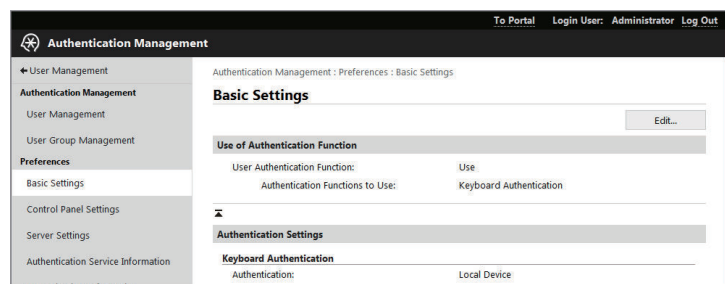 To Portal Login User: Administrator Log Out
Authentication Management
User Management
Authentication Management : Preferences : Basic Settings
Authentication Management
Basic Settings
User Management
Edit...
User Group Management
Use of Authentication Function
Preferences
User Authentication Function: Use
Basic Settings
Authentication Functions to Use: Keyboard Authentication
Control Panel Settings
Server Settings
Authentication Settings
Authentication Service Information
Keyboard Authentication
Authentication: Local Device